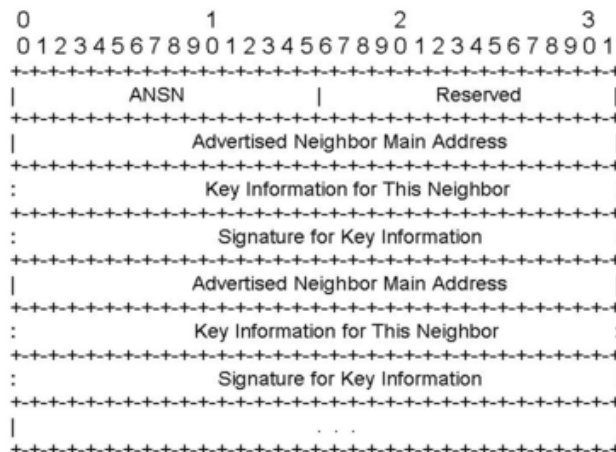 0                   1                   2                   3
0 1 2 3 4 5 6 7 8 9 0 1 2 3 4 5 6 7 8 9 0 1 2 3 4 5 6 7 8 9 0 1
+-+-+-+-+-+-+-+-+-+-+-+-+-+-+-+-+-+-+-+-+-+-+-+-+-+-+-+-+-+-+-+
| ANSN | Reserved |
+-+-+-+-+-+-+-+-+-+-+-+-+-+-+-+-+-+-+-+-+-+-+-+-+-+-+-+-+-+-+-+
| Advertised Neighbor Main Address |
+-+-+-+-+-+-+-+-+-+-+-+-+-+-+-+-+-+-+-+-+-+-+-+-+-+-+-+-+-+-+-+
: Key Information for This Neighbor :
+-+-+-+-+-+-+-+-+-+-+-+-+-+-+-+-+-+-+-+-+-+-+-+-+-+-+-+-+-+-+-+
: Signature for Key Information :
+-+-+-+-+-+-+-+-+-+-+-+-+-+-+-+-+-+-+-+-+-+-+-+-+-+-+-+-+-+-+-+
| Advertised Neighbor Main Address |
+-+-+-+-+-+-+-+-+-+-+-+-+-+-+-+-+-+-+-+-+-+-+-+-+-+-+-+-+-+-+-+
: Key Information for This Neighbor :
+-+-+-+-+-+-+-+-+-+-+-+-+-+-+-+-+-+-+-+-+-+-+-+-+-+-+-+-+-+-+-+
: Signature for Key Information :
+-+-+-+-+-+-+-+-+-+-+-+-+-+-+-+-+-+-+-+-+-+-+-+-+-+-+-+-+-+-+-+
| . . . |
+-+-+-+-+-+-+-+-+-+-+-+-+-+-+-+-+-+-+-+-+-+-+-+-+-+-+-+-+-+-+-+